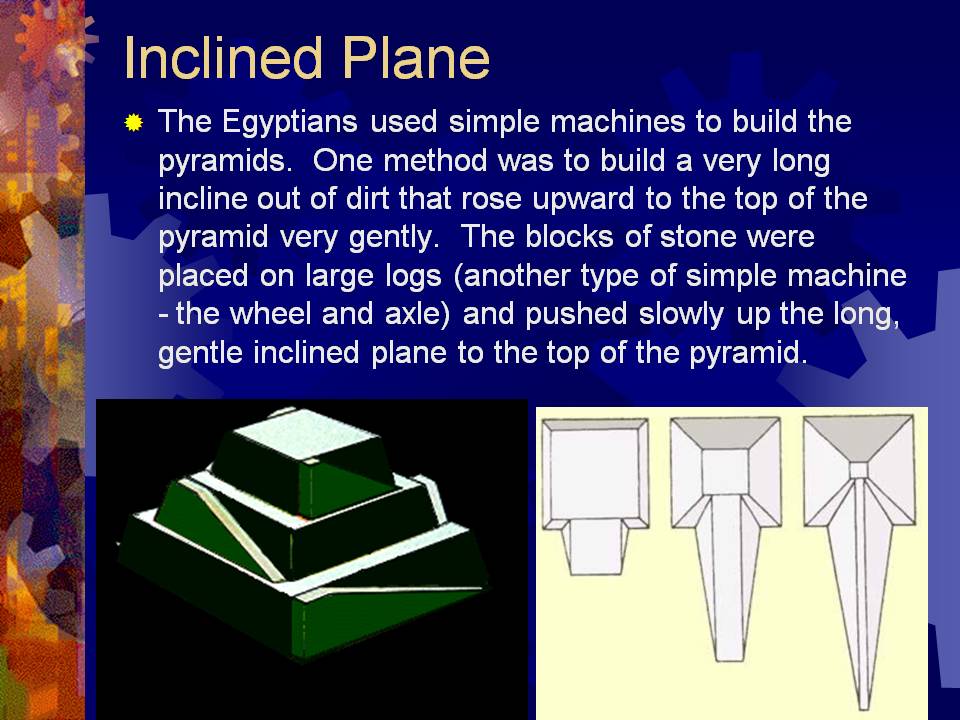 Inclined Plane
The Egyptians used simple machines to build the
pyramids.  One method was to build a very long
incline out of dirt that rose upward to the top of the
pyramid very gently.  The blocks of stone were
placed on large logs (another type of simple machine
- the wheel and axle) and pushed slowly up the long,
gentle inclined plane to the top of the pyramid.